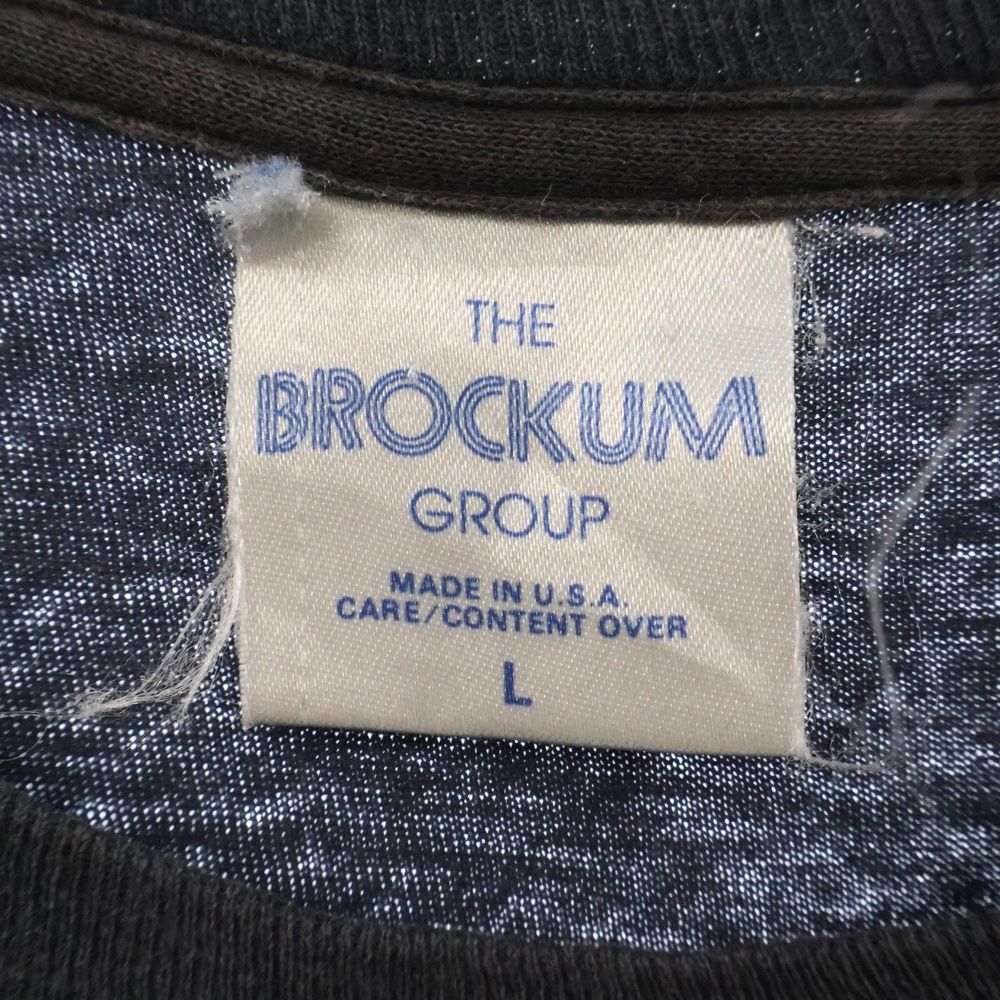 THE
BROCKUM
GROUP
MADE IN U.S.A.
CARE/CONTENT OVER
L